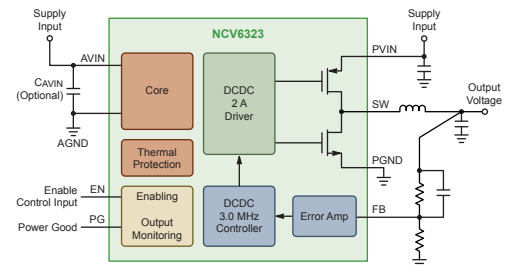 Supply
Input
NCV6323
Supply
Input
AVIN
PVIN
CAVIN
(Optional)
Core
DCDC
2 A
Driver
SW
Output
Voltage
AGND
Thermal
Protection
PGND
Enable
Control Input
EN
Enabling
DCDC
3.0 MHz
Controller
Error Amp
FB
Power Good
PG
Output
Monitoring